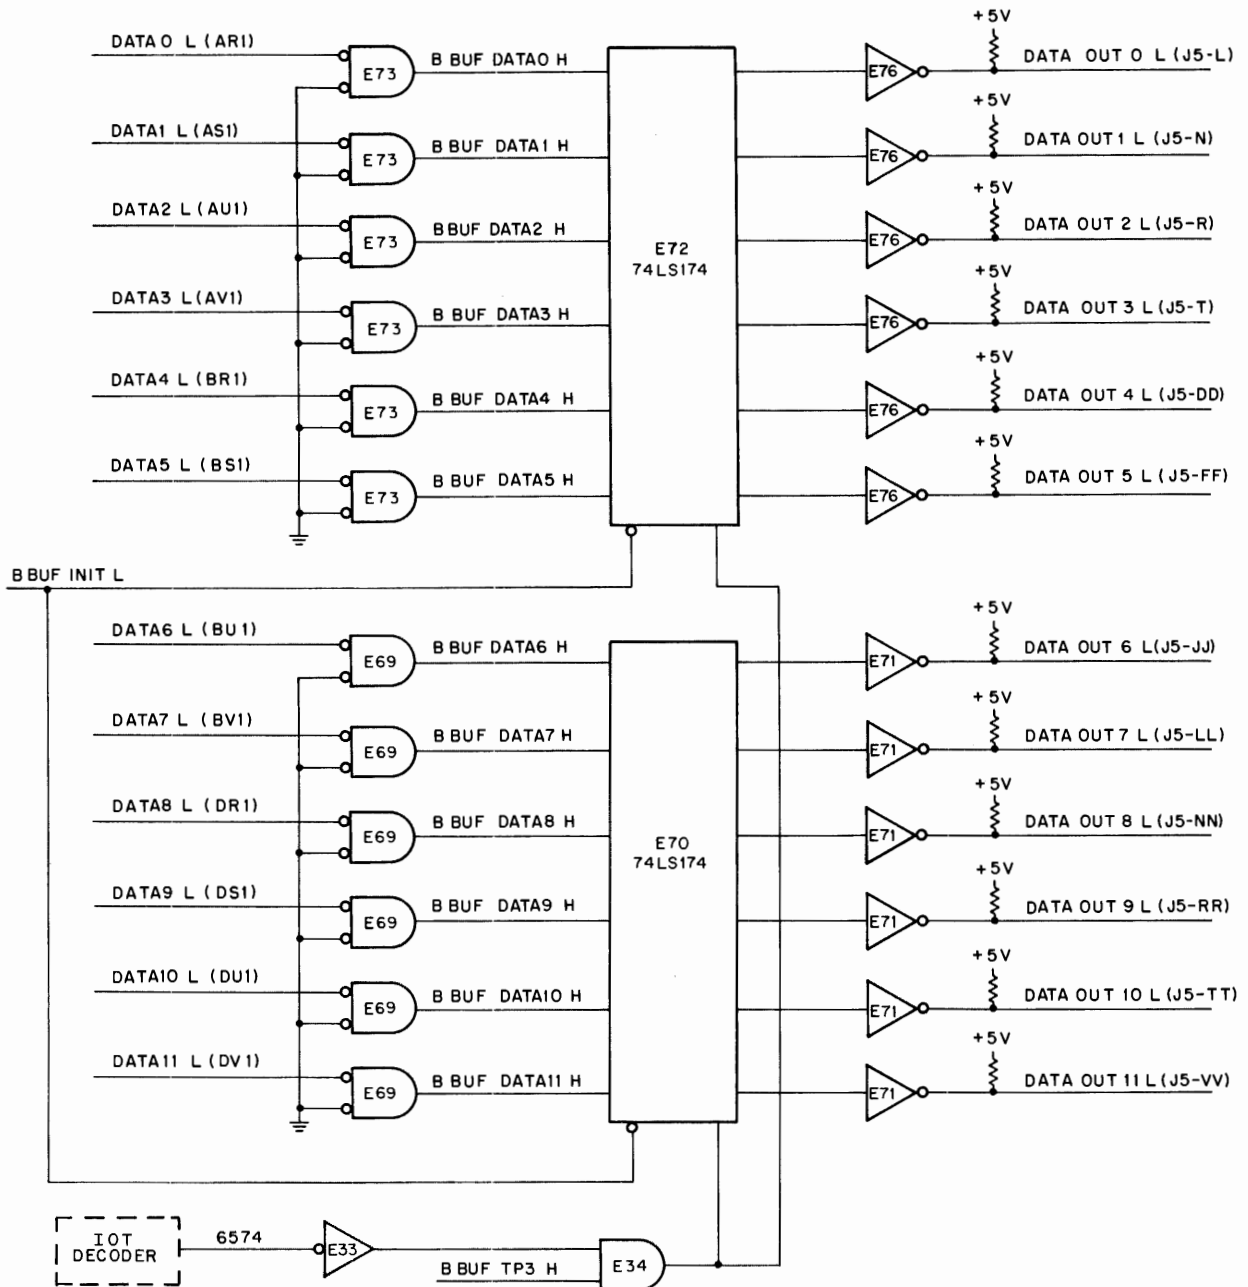 +5V
DATA 0 L (AR1)
E73
B BUF DATA0 H
E76
DATA OUT 0 L (J5-L)
+5V
DATA1 L (AS1)
E73
B BUF DATA1 H
E76
DATA OUT 1 L (J5-N)
+5V
DATA2 L (AU1)
E73
B BUF DATA2 H
E72
74LS174
E76
DATA OUT 2 L (J5-R)
+5V
DATA3 L (AV1)
E73
B BUF DATA3 H
E76
DATA OUT 3 L (J5-T)
+5V
DATA4 L (BR1)
E73
B BUF DATA4 H
E76
DATA OUT 4 L (J5-DD)
+5V
DATA5 L (BS1)
E73
B BUF DATA5 H
E76
DATA OUT 5 L (J5-FF)
B BUF INIT L
+5V
DATA6 L (BU1)
E69
B BUF DATA6 H
E71
DATA OUT 6 L (J5-JJ)
+5V
DATA7 L (BV1)
E69
B BUF DATA7 H
E71
DATA OUT 7 L (J5-LL)
+5V
DATA8 L (DR1)
E69
B BUF DATA8 H
E70
74LS174
E71
DATA OUT 8 L (J5-NN)
+5V
DATA9 L (DS1)
E69
B BUF DATA9 H
E71
DATA OUT 9 L (J5-RR)
+5V
DATA10 L (DU1)
E69
B BUF DATA10 H
E71
DATA OUT 10 L (J5-TT)
+5V
DATA11 L (DV1)
E69
B BUF DATA11 H
E71
DATA OUT 11 L (J5-VV)
IOT
DECODER
6574
E33
B BUF TP3 H
E34